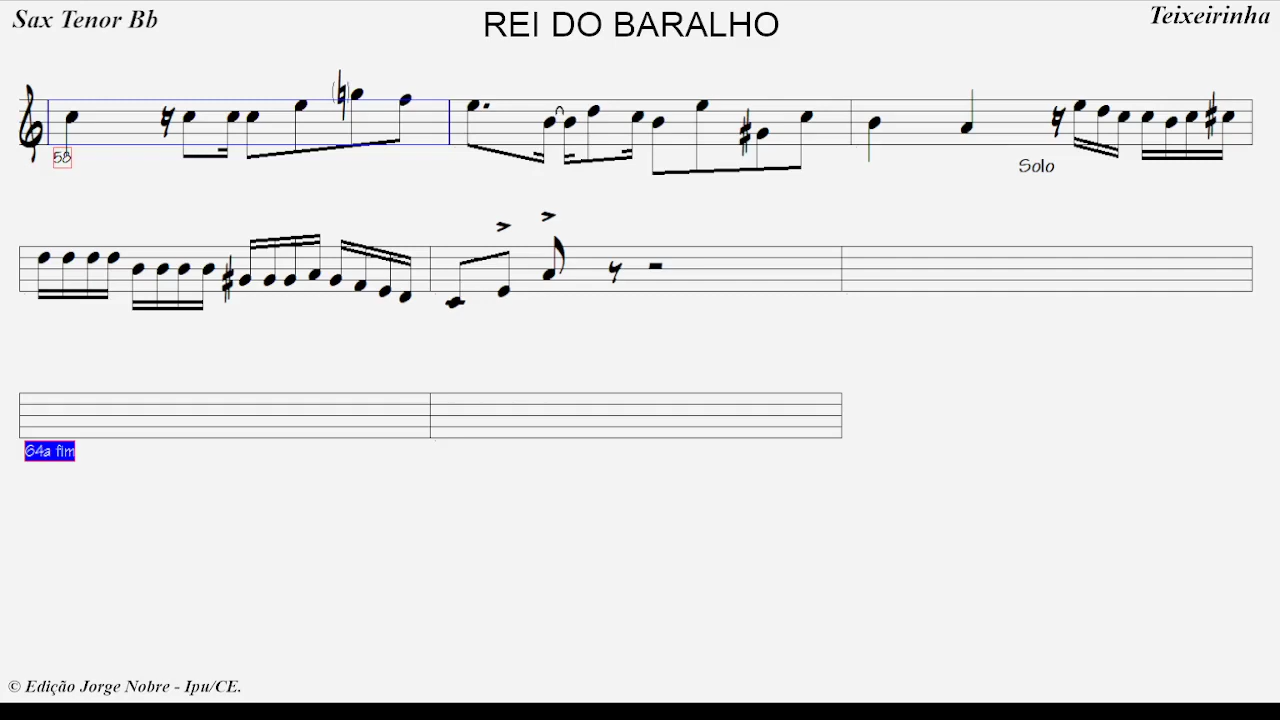 Sax Tenor Bb
REI DO BARALHO
Teixeirinha
58
Solo
64a fim
© Edição Jorge Nobre - Ipu/CE.